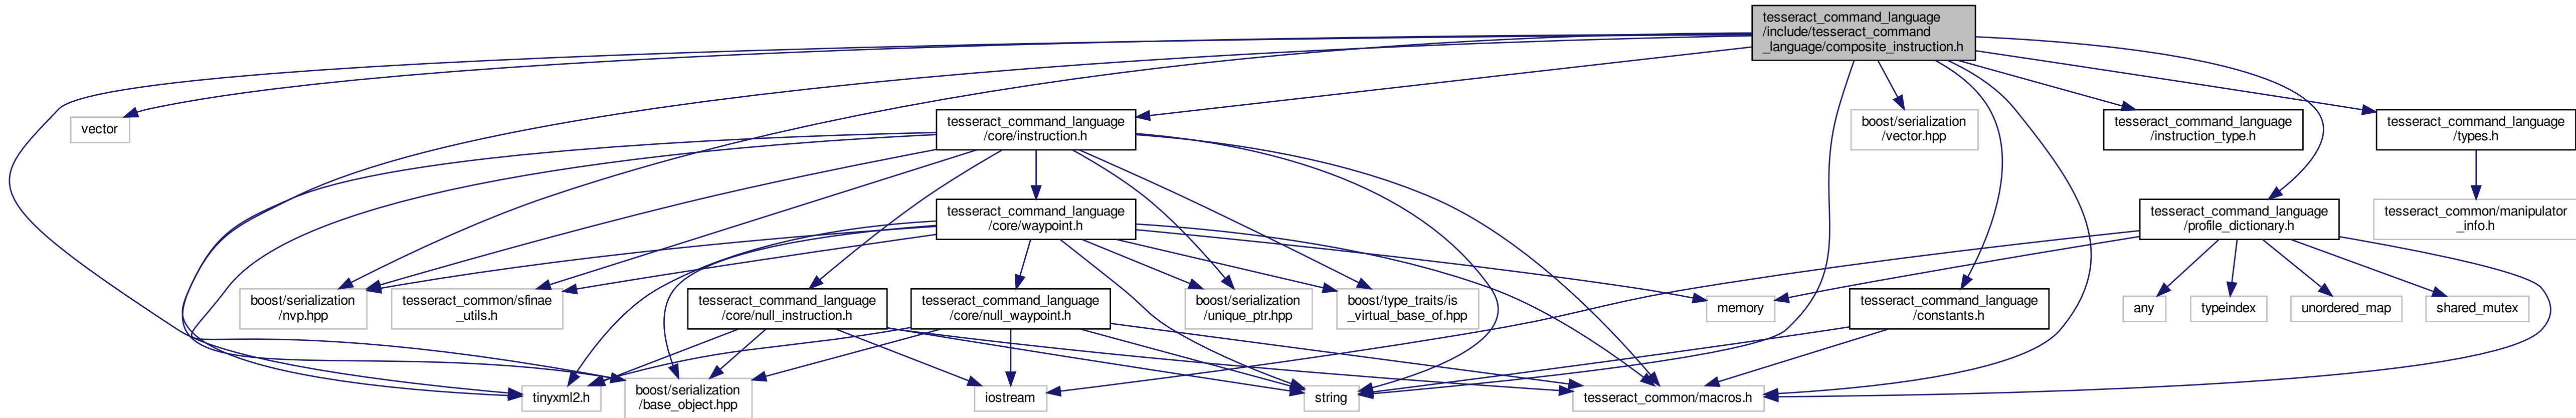 tesseract_command_language
/include/tesseract_command
_language/composite_instruction.h
vector
tesseract_command_language
/core/instruction.h
boost/serialization
/vector.hpp
tesseract_command_language
/instruction_type.h
tesseract_command_language
/types.h
tesseract_command_language
/core/waypoint.h
tesseract_command_language
/profile_dictionary.h
tesseract_common/manipulator
_info.h
boost/serialization
/nvp.hpp
tesseract_common/sfinae
_utils.h
tesseract_command_language
/core/null_instruction.h
tesseract_command_language
/core/null_waypoint.h
boost/serialization
/unique_ptr.hpp
boost/type_traits/is
_virtual_base_of.hpp
memory
tesseract_command_language
/constants.h
any
typeindex
unordered_map
shared_mutex
tinyxml2.h
boost/serialization
/base_object.hpp
iostream
string
tesseract_common/macros.h